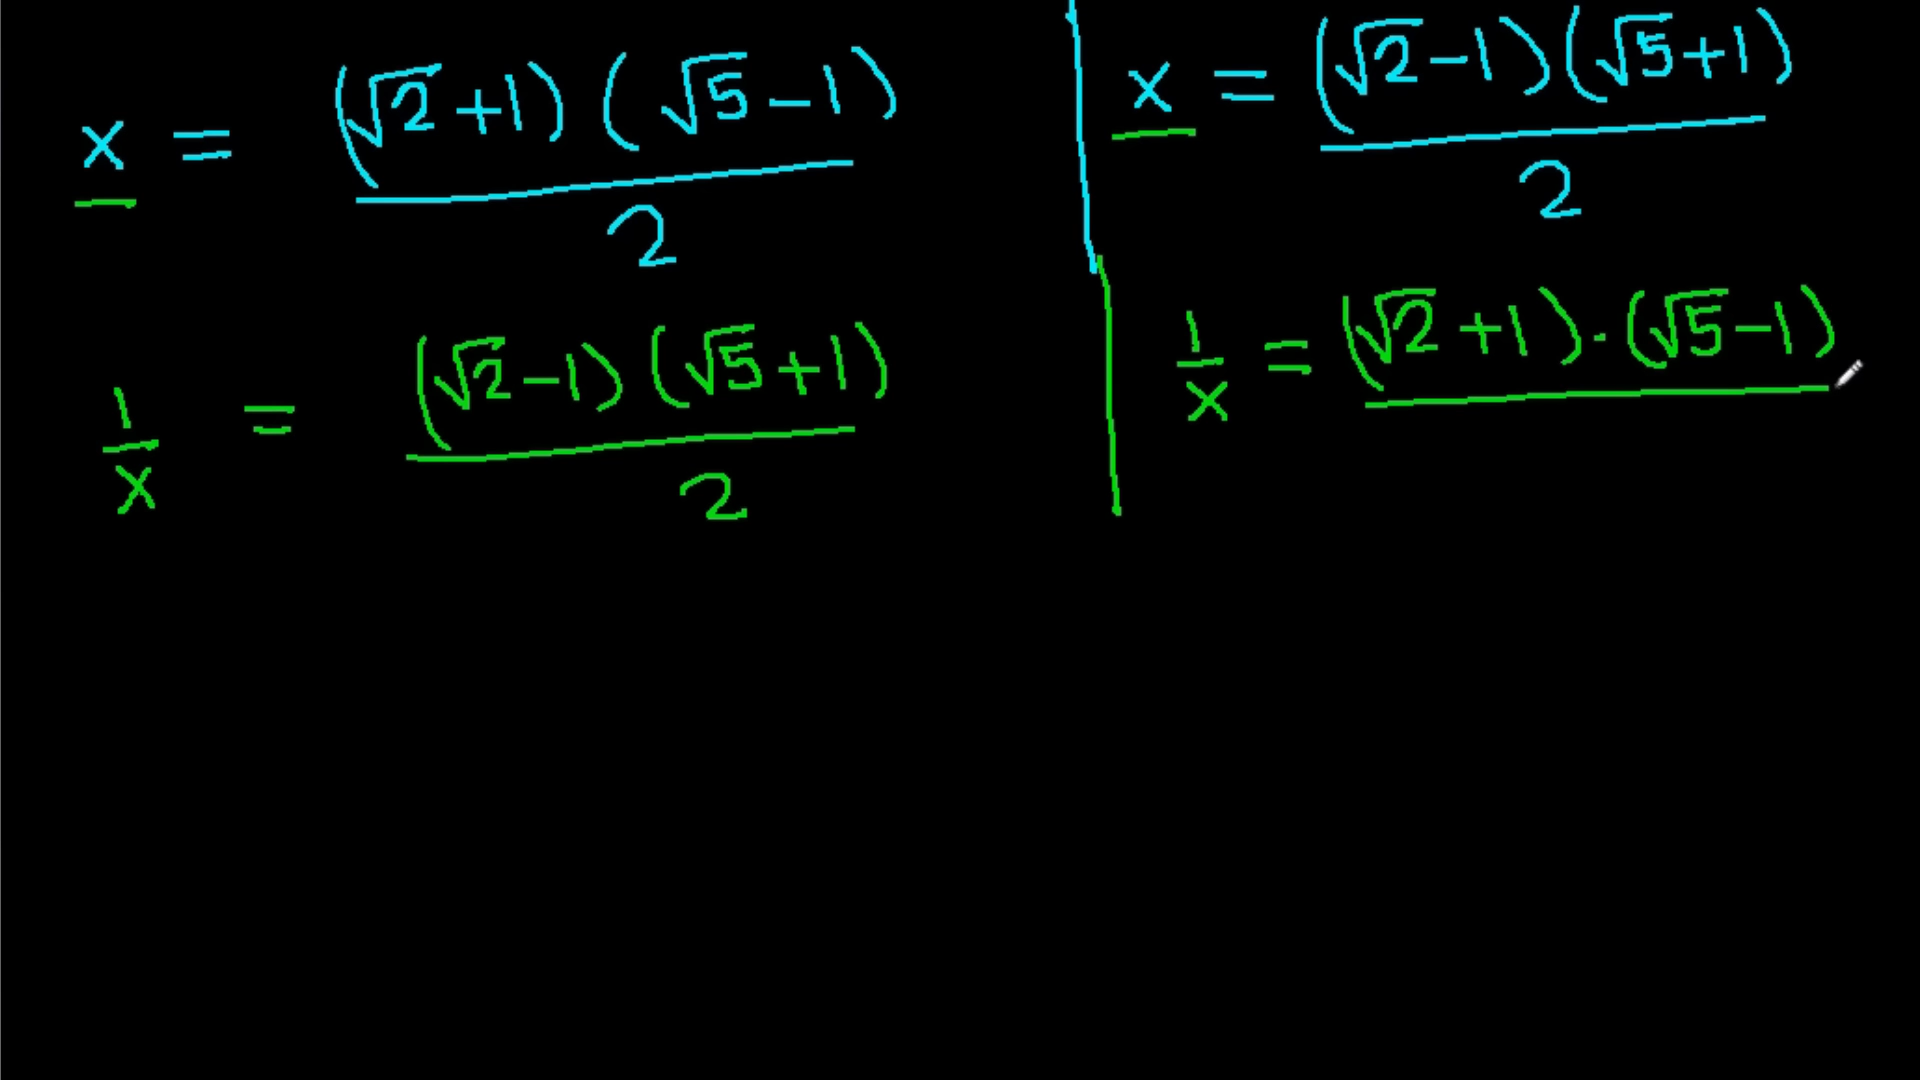 x = (√2+1)(√5-1)/2
1/x = (√2-1)(√5+1)/2
x = (√2-1)(√5+1)/2
1/x = (√2+1)·(√5-1)